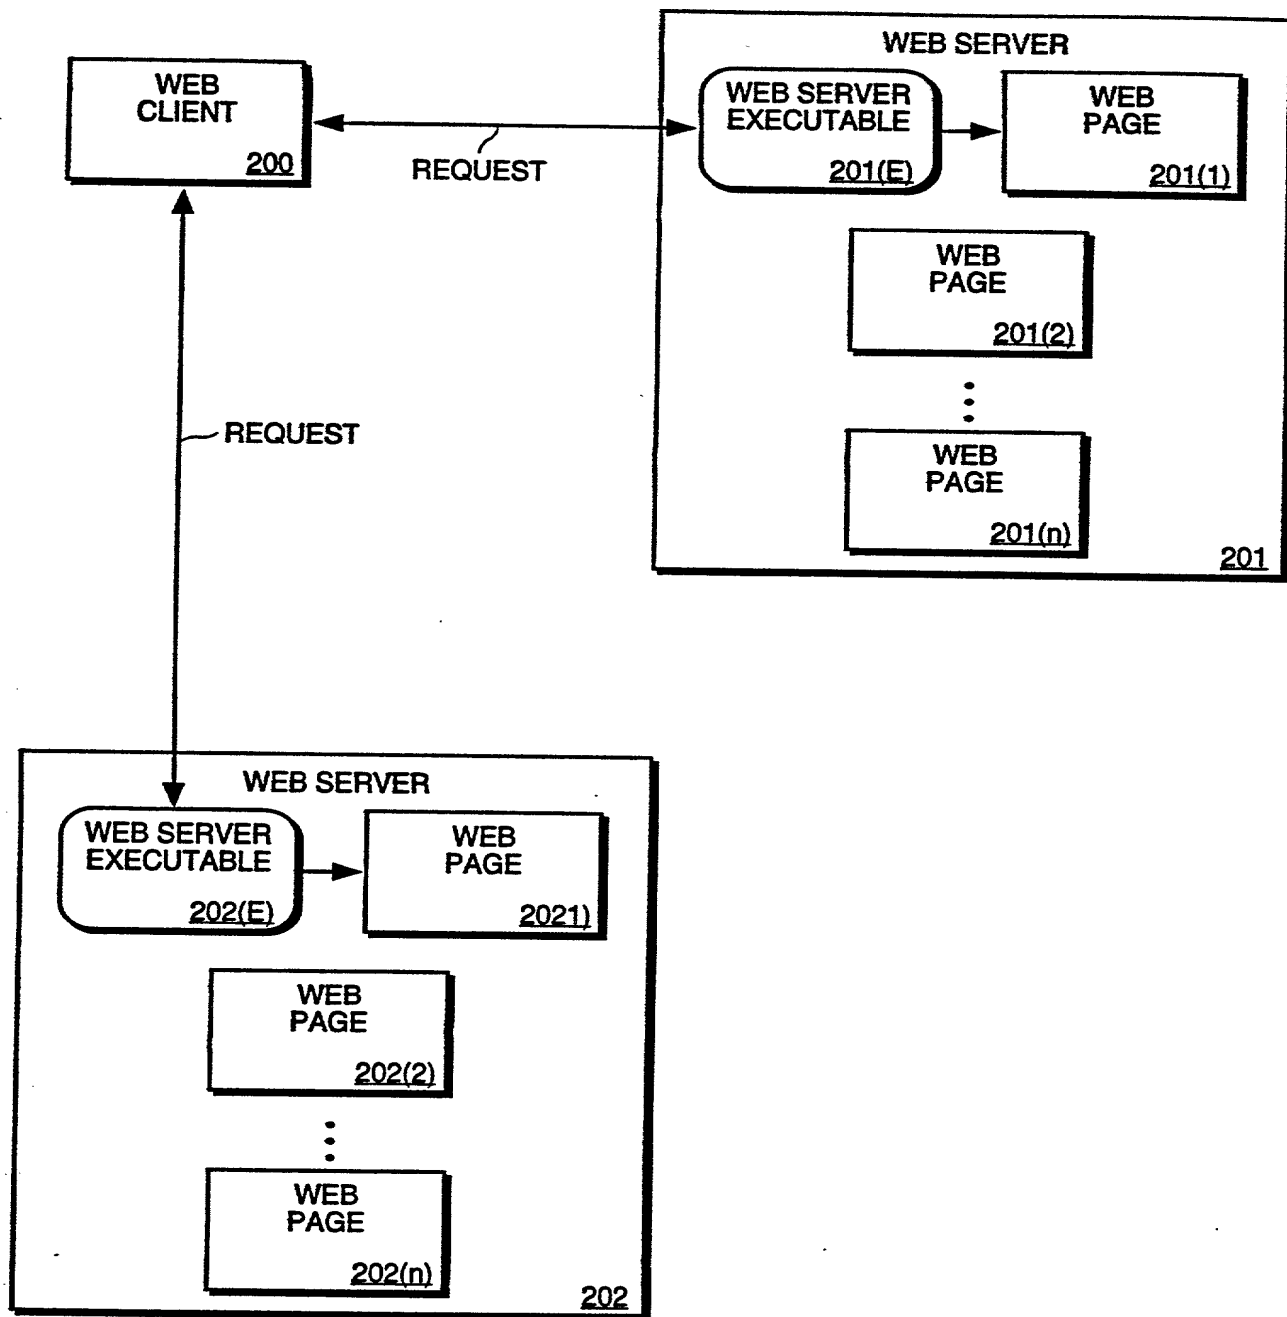 WEB
CLIENT
200
REQUEST
WEB SERVER
WEB SERVER
EXECUTABLE
201(E)
WEB
PAGE
201(1)
WEB
PAGE
201(2)
WEB
PAGE
201(n)
201
REQUEST
WEB SERVER
WEB SERVER
EXECUTABLE
202(E)
WEB
PAGE
2021)
WEB
PAGE
202(2)
WEB
PAGE
202(n)
202